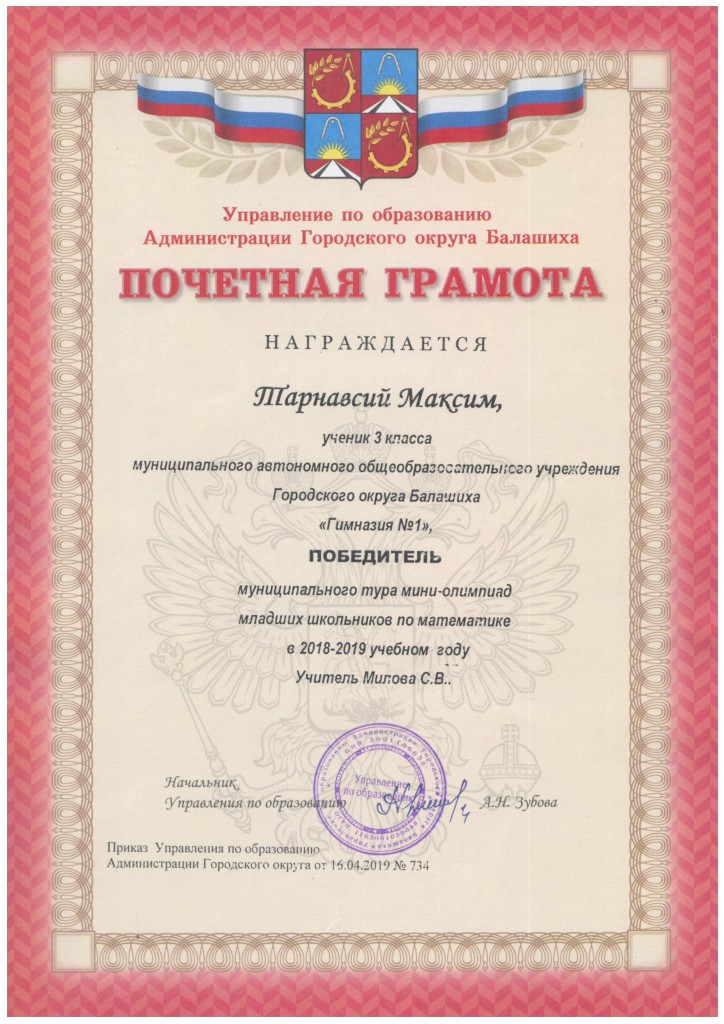 Управление по образованию
Администрации Городского округа Балашиха
ПОЧЕТНАЯ ГРАМОТА
НАГРАЖДАЕТСЯ
Тарнавсий Максим,
ученик 3 класса
муниципального автономного общеобразовательного учреждения
Городского округа Балашиха
«Гимназия №1»,
ПОБЕДИТЕЛЬ
муниципального тура мини-олимпиад
младших школьников по математике
в 2018-2019 учебном году
Учитель Милова С.В..
Управление
по образованию
Начальник
Управления по образованию
А.Н. Зубова
Приказ Управления по образованию
Администрации Городского округа от 16.04.2019 № 734